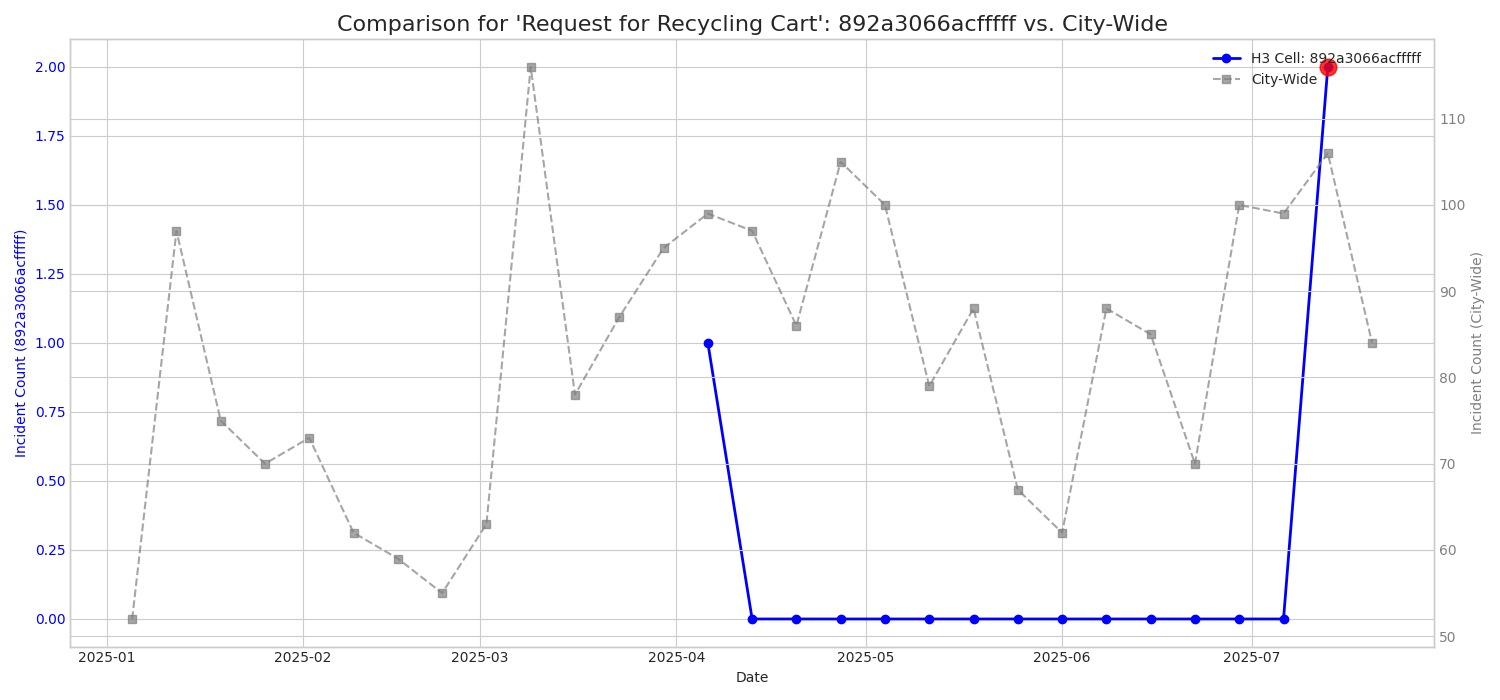 Comparison for 'Request for Recycling Cart': 892a3066acfffff vs. City-Wide
H3 Cell: 892a3066acfffff
City-Wide
Incident Count (892a3066acfffff)
2.00
1.75
1.50
1.25
1.00
0.75
0.50
0.25
0.00
110
100
90
80
70
60
50
Incident Count (City-Wide)
2025-01 2025-02 2025-03 2025-04 2025-05 2025-06 2025-07
Date